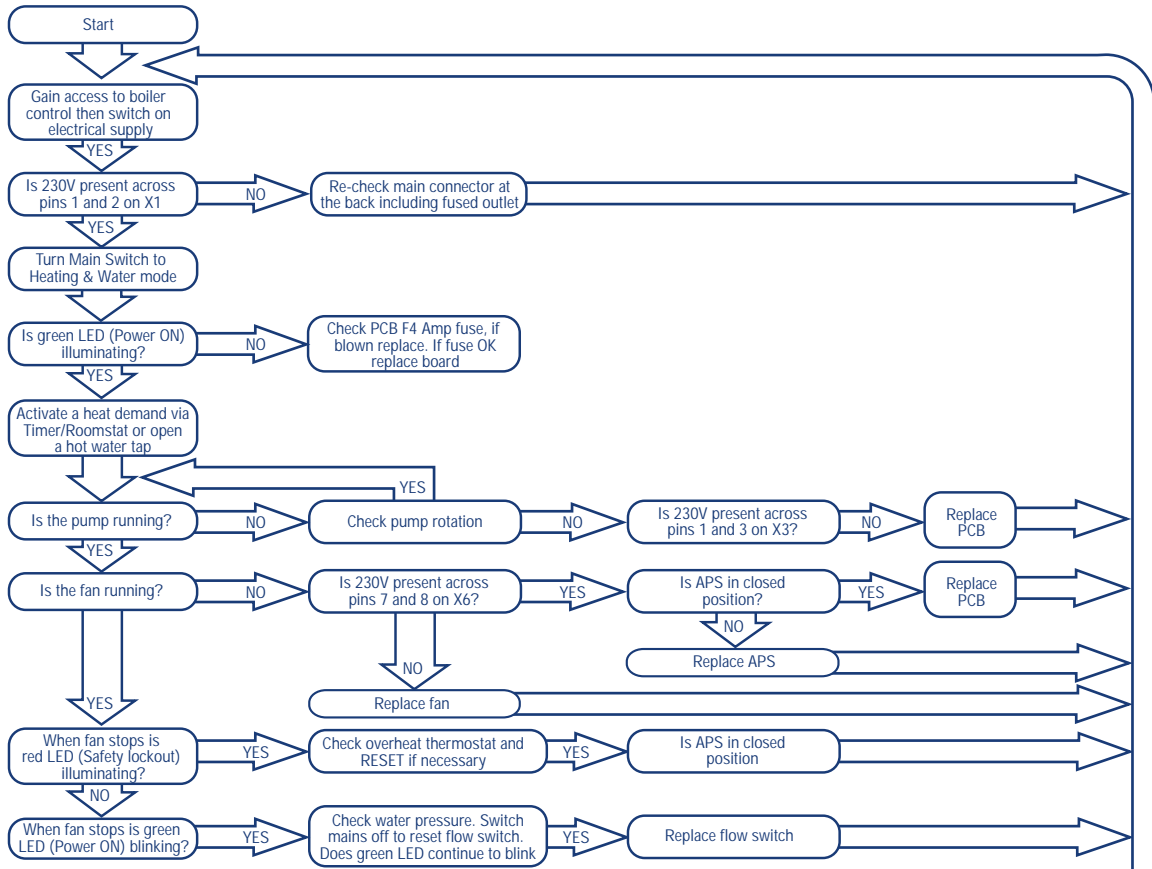 Start
Gain access to boiler
control then switch on
electrical supply
YES
Is 230V present across
pins 1 and 2 on X1
NO
Re-check main connector at
the back including fused outlet
YES
Turn Main Switch to
Heating & Water mode
Is green LED (Power ON)
illuminating?
NO
Check PCB F4 Amp fuse, if
blown replace. If fuse OK
replace board
YES
Activate a heat demand via
Timer/Roomstat or open
a hot water tap
YES
Is the pump running?
NO
Check pump rotation
NO
Is 230V present across
pins 1 and 3 on X3?
NO
Replace
PCB
YES
Is the fan running?
NO
Is 230V present across
pins 7 and 8 on X6?
YES
Is APS in closed
position?
YES
Replace
PCB
NO
Replace APS
NO
Replace fan
YES
When fan stops is
red LED (Safety lockout)
illuminating?
YES
Check overheat thermostat and
RESET if necessary
YES
Is APS in closed
position
NO
When fan stops is green
LED (Power ON) blinking?
YES
Check water pressure. Switch
mains off to reset flow switch.
Does green LED continue to blink
YES
Replace flow switch